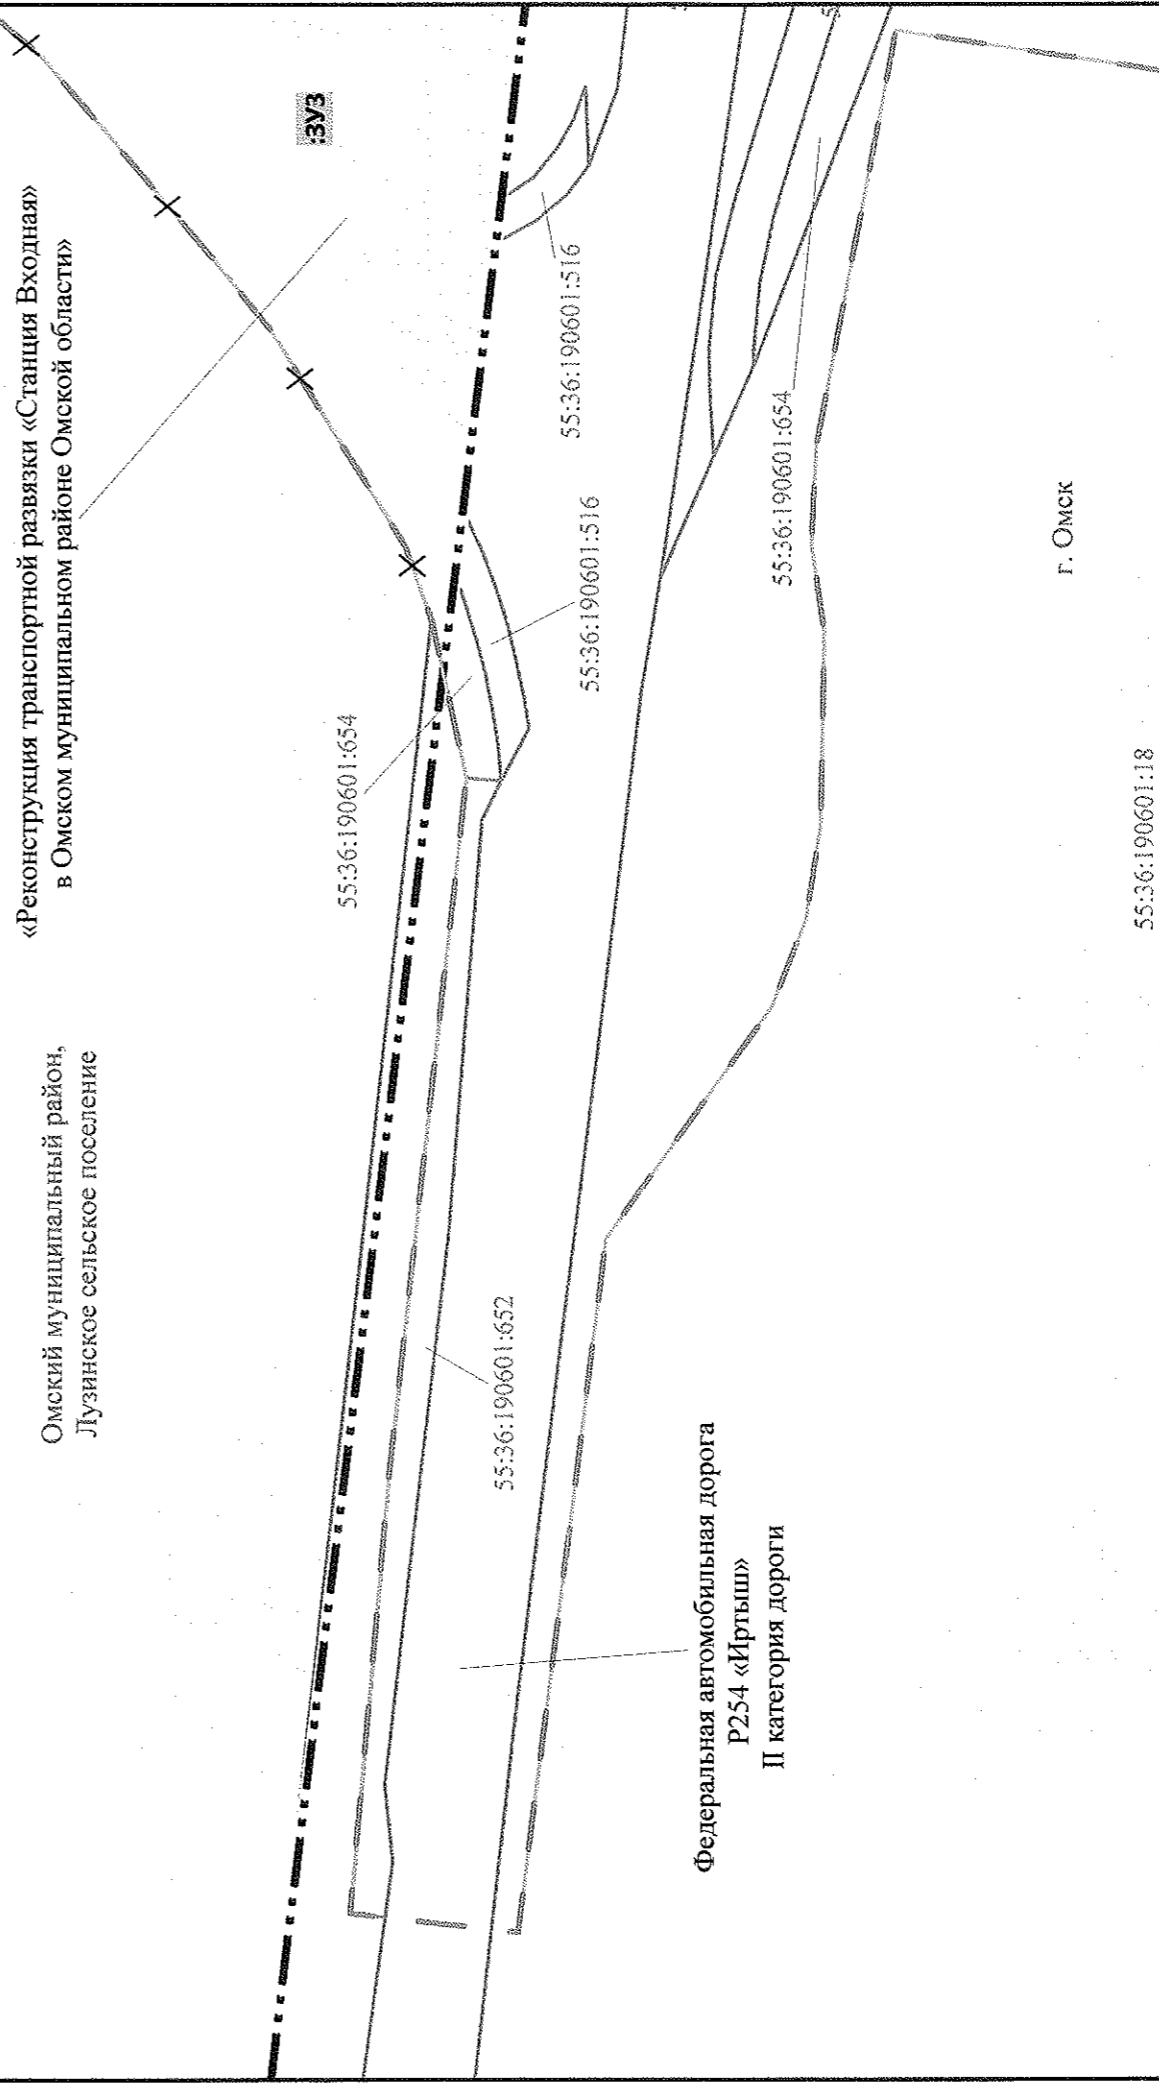 Омский муниципальный район,
Лузинское сельское поселение
«Реконструкция транспортной развязки «Станция Входная»
в Омском муниципальном районе Омской области»
:ЗУ3
55:36:190601:654
55:36:190601:516
55:36:190601:516
55:36:190601:652
55:36:190601:654
Федеральная автомобильная дорога
Р254 «Иртыш»
II категория дороги
г. Омск
55:36:190601:18